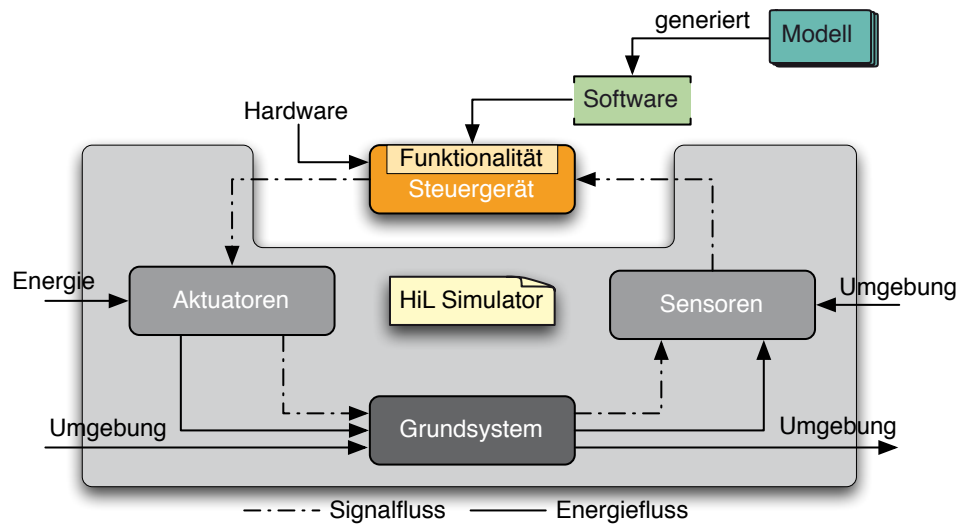 generiert
Modell
Software
Hardware
Funktionalität
Steuergerät
Energie
Aktuatoren
HiL Simulator
Sensoren
Umgebung
Umgebung
Grundsystem
Umgebung
Signalfluss
Energiefluss